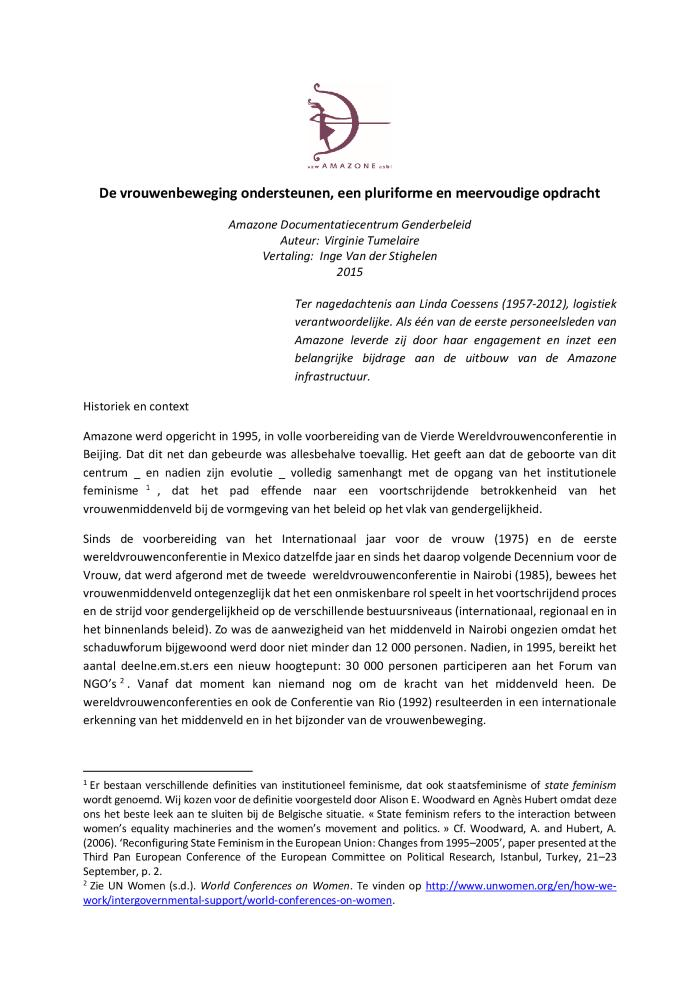 vzw AMAZONE asbl
De vrouwenbeweging ondersteunen, een pluriforme en meervoudige opdracht
Amazone Documentatiecentrum Genderbeleid
Auteur: Virginie Tumelaire
Vertaling: Inge Van der Stighelen
2015
Ter nagedachtenis aan Linda Coessens (1957-2012), logistiek
verantwoordelijke. Als één van de eerste personeelsleden van
Amazone leverde zij door haar engagement en inzet een
belangrijke bijdrage aan de uitbouw van de Amazone
infrastructuur.
Historiek en context
Amazone werd opgericht in 1995, in volle voorbereiding van de Vierde Wereldvrouwenconferentie in
Beijing. Dat dit net dan gebeurde was allesbehalve toevallig. Het geeft aan dat de geboorte van dit
centrum _ en nadien zijn evolutie _ volledig samenhangt met de opgang van het institutionele
feminisme 1 , dat het pad effende naar een voortschrijdende betrokkenheid van het
vrouwenmiddenveld bij de vormgeving van het beleid op het vlak van gendergelijkheid.
Sinds de voorbereiding van het Internationaal jaar voor de vrouw (1975) en de eerste
wereldvrouwenconferentie in Mexico datzelfde jaar en sinds het daarop volgende Decennium voor de
Vrouw, dat werd afgerond met de tweede wereldvrouwenconferentie in Nairobi (1985), bewees het
vrouwenmiddenveld ontegenzeglijk dat het een onmiskenbare rol speelt in het voortschrijdend proces
en de strijd voor gendergelijkheid op de verschillende bestuursniveaus (internationaal, regionaal en in
het binnenlands beleid). Zo was de aanwezigheid van het middenveld in Nairobi ongezien omdat het
schaduwforum bijgewoond werd door niet minder dan 12 000 personen. Nadien, in 1995, bereikt het
aantal deelne.em.st.ers een nieuw hoogtepunt: 30 000 personen participeren aan het Forum van
NGO's 2 . Vanaf dat moment kan niemand nog om de kracht van het middenveld heen. De
wereldvrouwenconferenties en ook de Conferentie van Rio (1992) resulteerden in een internationale
erkenning van het middenveld en in het bijzonder van de vrouwenbeweging.
1 Er bestaan verschillende definities van institutioneel feminisme, dat ook staatsfeminisme of state feminism
wordt genoemd. Wij kozen voor de definitie voorgesteld door Alison E. Woodward en Agnès Hubert omdat deze
ons het beste leek aan te sluiten bij de Belgische situatie. « State feminism refers to the interaction between
women's equality machineries and the women's movement and politics. » Cf. Woodward, A. and Hubert, A.
(2006). 'Reconfiguring State Feminism in the European Union: Changes from 1995–2005', paper presented at the
Third Pan European Conference of the European Committee on Political Research, Istanbul, Turkey, 21–23
September, p. 2.
2 Zie UN Women (s.d.). World Conferences on Women. Te vinden op http://www.unwomen.org/en/how-we-
work/intergovernmental-support/world-conferences-on-women.